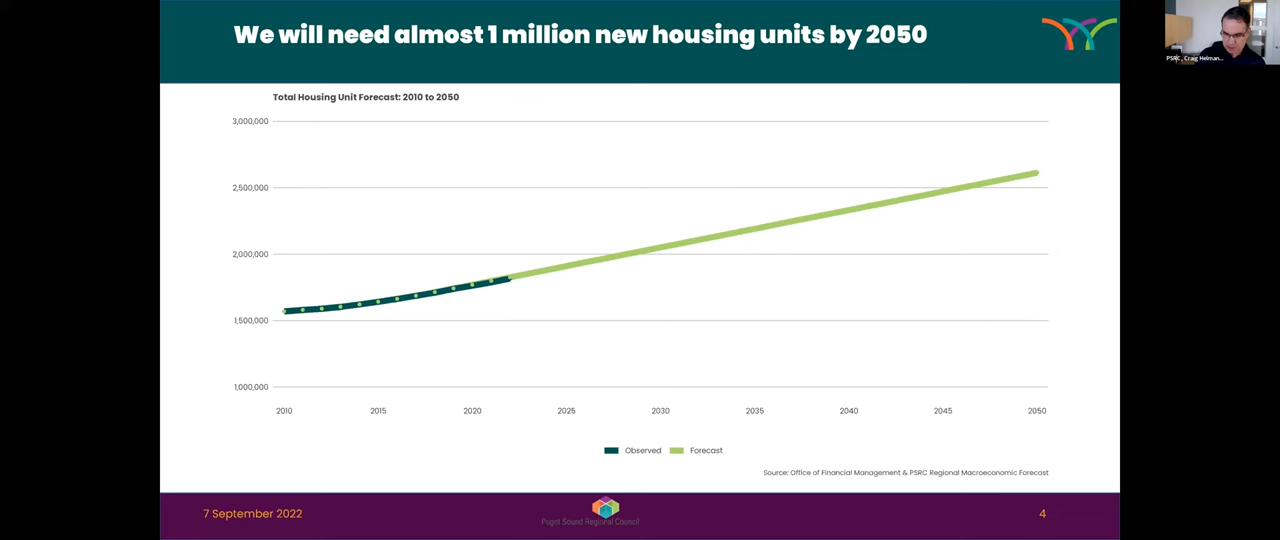 We will need almost 1 million new housing units by 2050
PSRC, Craig Helman...
Total Housing Unit Forecast: 2010 to 2050
3,000,000
2,500,000
2,000,000
1,500,000
1,000,000
2010 2015 2020 2025 2030 2035 2040 2045 2050
Observed Forecast
Source: Office of Financial Management & PSRC Regional Macroeconomic Forecast
7 September 2022
Puget Sound Regional Council
4